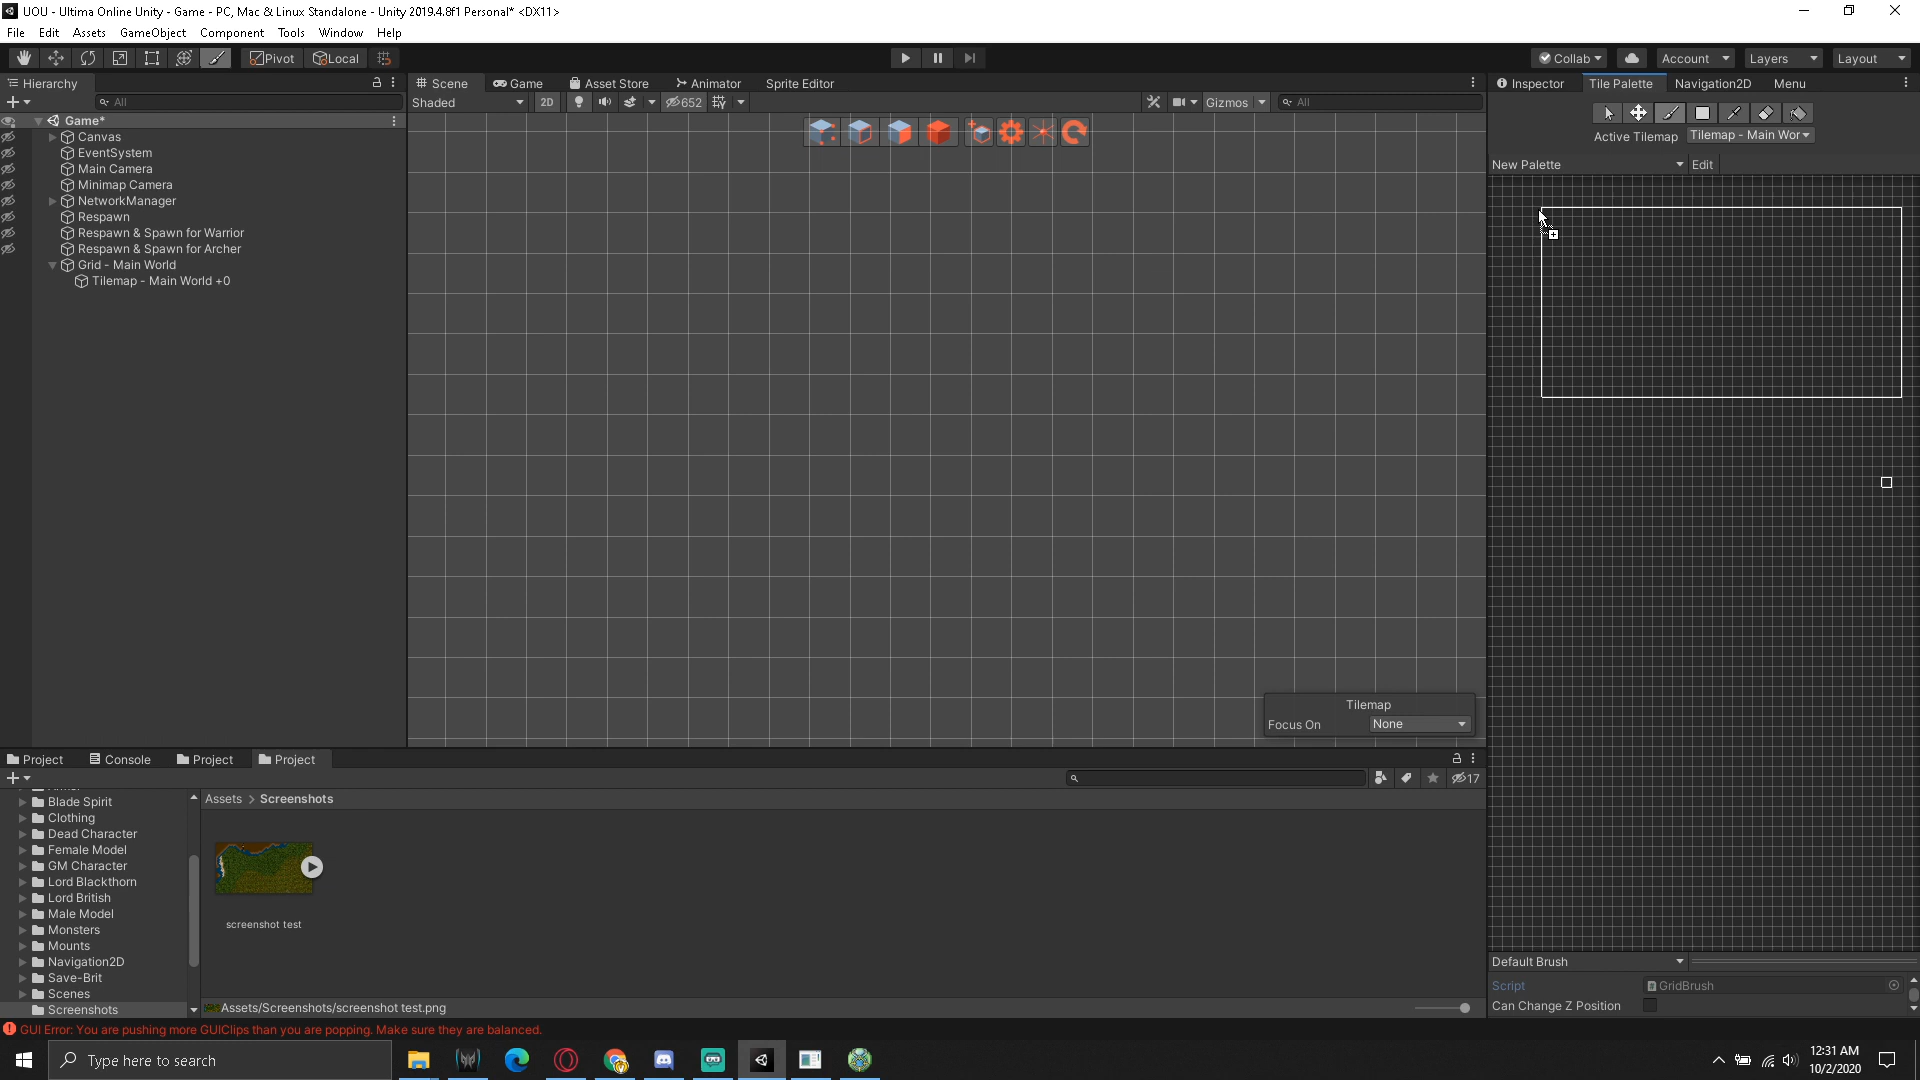 UOU - Ultima Online Unity - Game - PC, Mac & Linux Standalone - Unity 2019.4.8f1 Personal* <DX11>
File Edit Assets GameObject Component Tools Window Help
Pivot Local Collab Account Layers Layout
Hierarchy Scene Game Asset Store Animator Sprite Editor Inspector Tile Palette Navigation2D Menu
All Shaded 2D 652 Gizmos All
Game*
Canvas
EventSystem
Main Camera
Minimap Camera
NetworkManager
Respawn
Respawn & Spawn for Warrior
Respawn & Spawn for Archer
Grid - Main World
Tilemap - Main World +0
Active Tilemap Tilemap - Main Wor
New Palette Edit
Tilemap
Focus On None
Project Console Project Project
17
Blade Spirit
Clothing
Dead Character
Female Model
GM Character
Lord Blackthorn
Lord British
Male Model
Monsters
Mounts
Navigation2D
Save-Brit
Scenes
Screenshots
Assets > Screenshots
screenshot test
Assets/Screenshots/screenshot test.png
Default Brush
Script GridBrush
Can Change Z Position
GUI Error: You are pushing more GUIClips than you are popping. Make sure they are balanced.
Type here to search
12:31 AM
10/2/2020